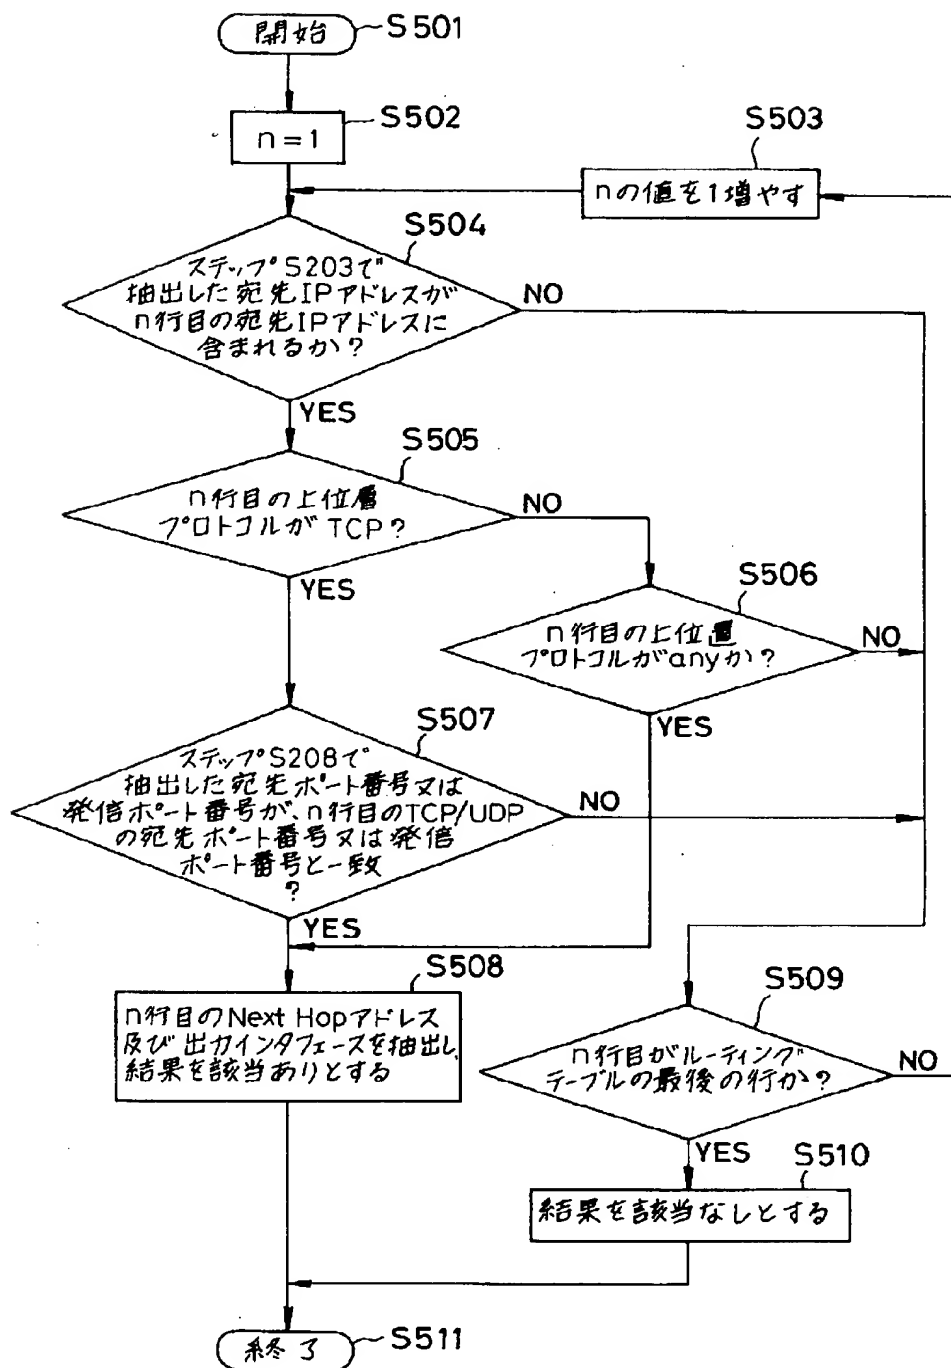 開始
S501
n=1
S502
S503
nの値を1増やす
S504
ステップS203で
抽出した宛先IPアドレスが
n行目の宛先IPアドレスに
含まれるか?
NO
YES
S505
n行目の上位層
プロトコルがTCP?
NO
YES
S506
n行目の上位置
プロトコルがanyか?
NO
YES
S507
ステップS208で
抽出した宛先ポート番号又は
発信ポート番号が、n行目のTCP/UDP
の宛先ポート番号又は発信
ポート番号と一致
?
NO
YES
S508
n行目のNext Hopアドレス
及び出力インタフェースを抽出し、
結果を該当ありとする
S509
n行目がルーティング
テーブルの最後の行か?
NO
YES
S510
結果を該当なしとする
終了
S511